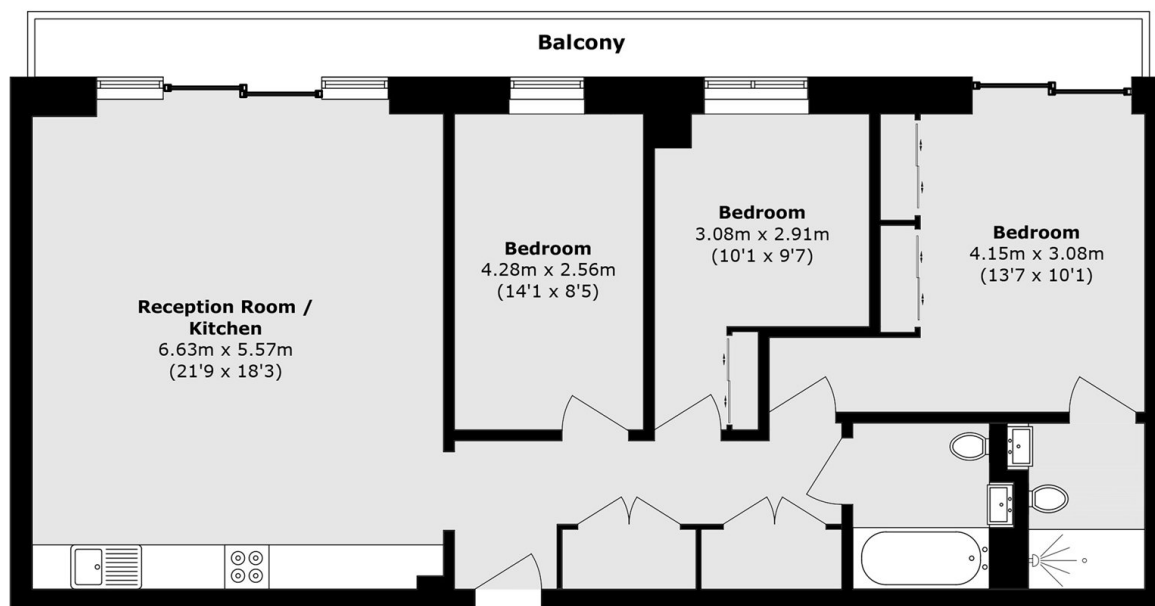 Balcony
Reception Room /
Kitchen
6.63m x 5.57m
(21'9 x 18'3)
Bedroom
4.28m x 2.56m
(14'1 x 8'5)
Bedroom
3.08m x 2.91m
(10'1 x 9'7)
Bedroom
4.15m x 3.08m
(13'7 x 10'1)